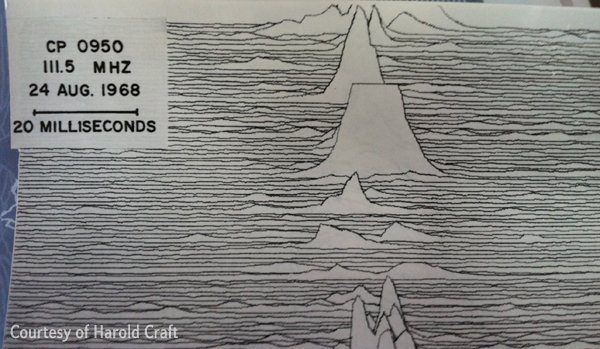 CP 0950
111.5 MHZ
24 AUG. 1968
20 MILLISECONDS
Courtesy of Harold Craft